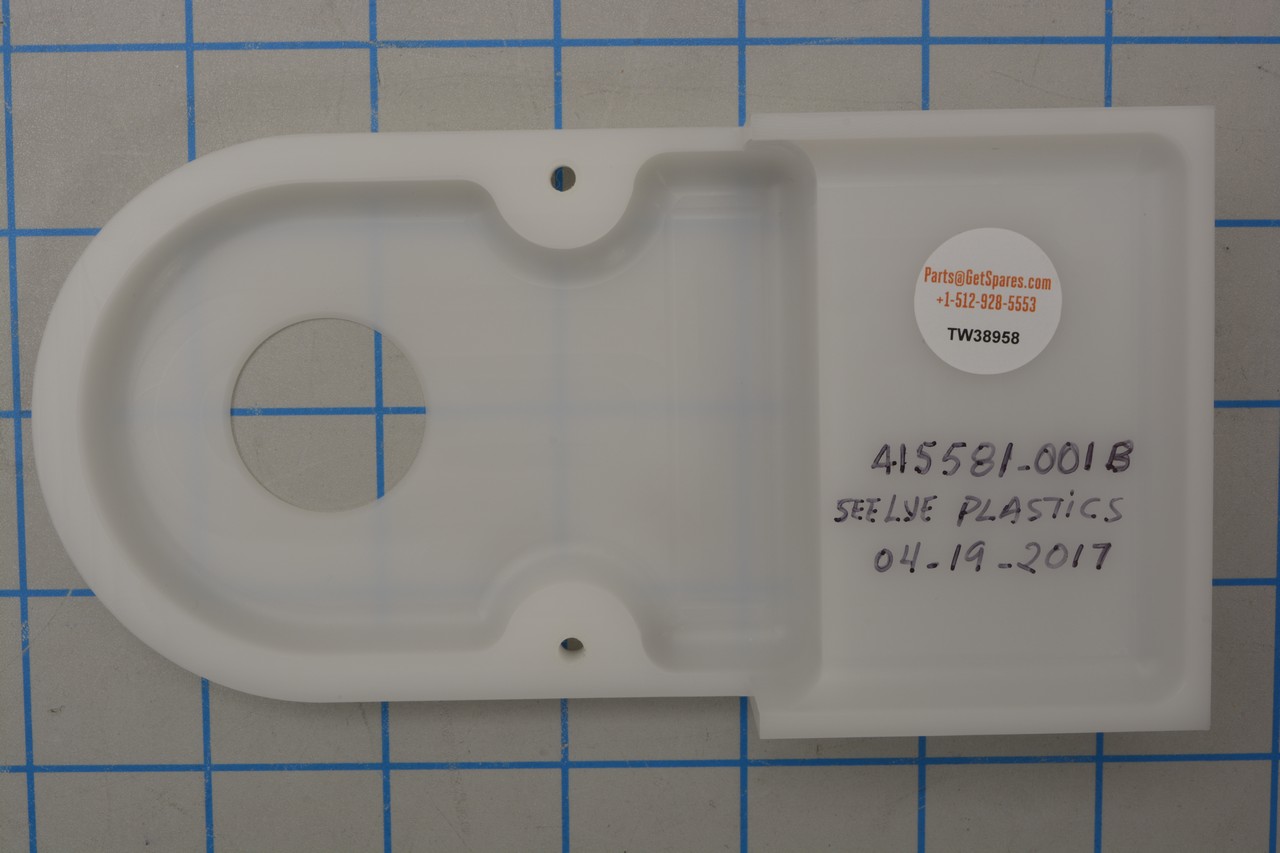 Parts@GetSpares.com
+1-512-928-5553
TW38958
415581-001B
SEELYE PLASTICS
04-19-2017